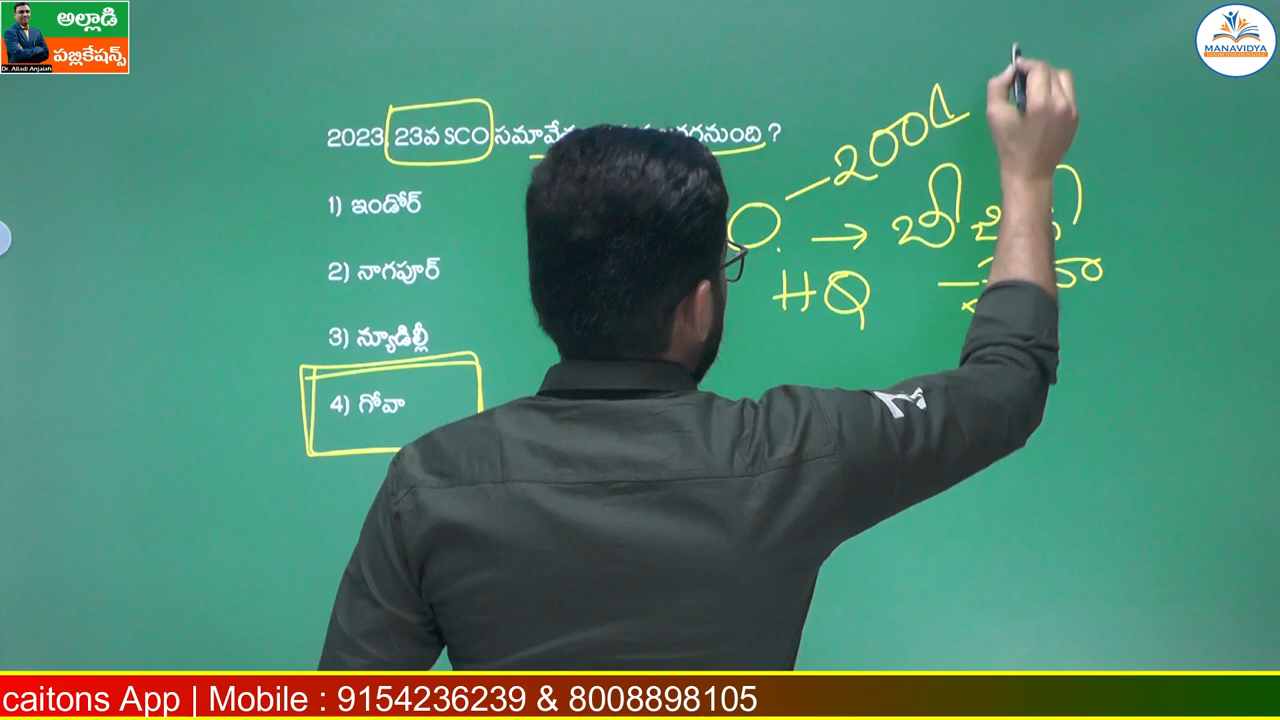 అల్లాడి
పబ్లికేషన్స్
Dr. Alladi Anjaiah
MANAVIDYA
2023, 23వ SCO ?
1) ఇండోర్
2) నాగపూర్
3) న్యూడిల్లీ
4) గోవా
2001
HQ
caitons App | Mobile : 9154236239 & 8008898105